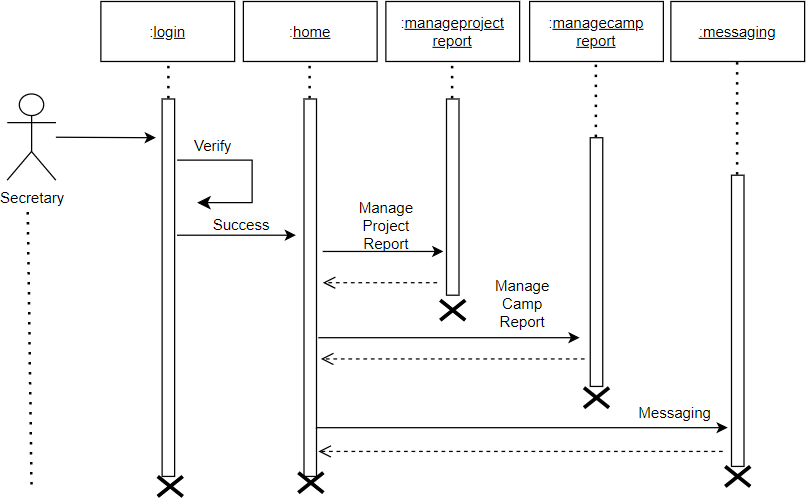 :login
:home
:manageproject
report
:managecamp
report
:messaging
Verify
Secretary
Success
Manage
Project
Report
Manage
Camp
Report
Messaging